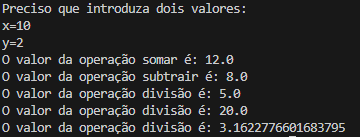 Preciso que introduza dois valores:
x=10
y=2
O valor da operação somar é: 12.0
O valor da operação subtrair é: 8.0
O valor da operação divisão é: 5.0
O valor da operação divisão é: 20.0
O valor da operação divisão é: 3.1622776601683795